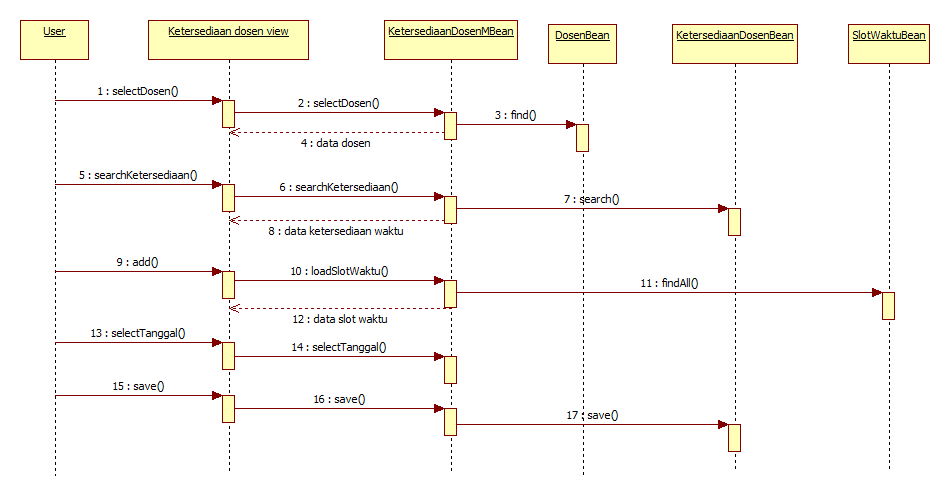 User
Ketersediaan dosen view
KetersediaanDosenMBean
DosenBean
KetersediaanDosenBean
SlotWaktuBean
1 : selectDosen()
2 : selectDosen()
3 : find()
4 : data dosen
5 : searchKetersediaan()
6 : searchKetersediaan()
7 : search()
8 : data ketersediaan waktu
9 : add()
10 : loadSlotWaktu()
11 : findAll()
12 : data slot waktu
13 : selectTanggal()
14 : selectTanggal()
15 : save()
16 : save()
17 : save()